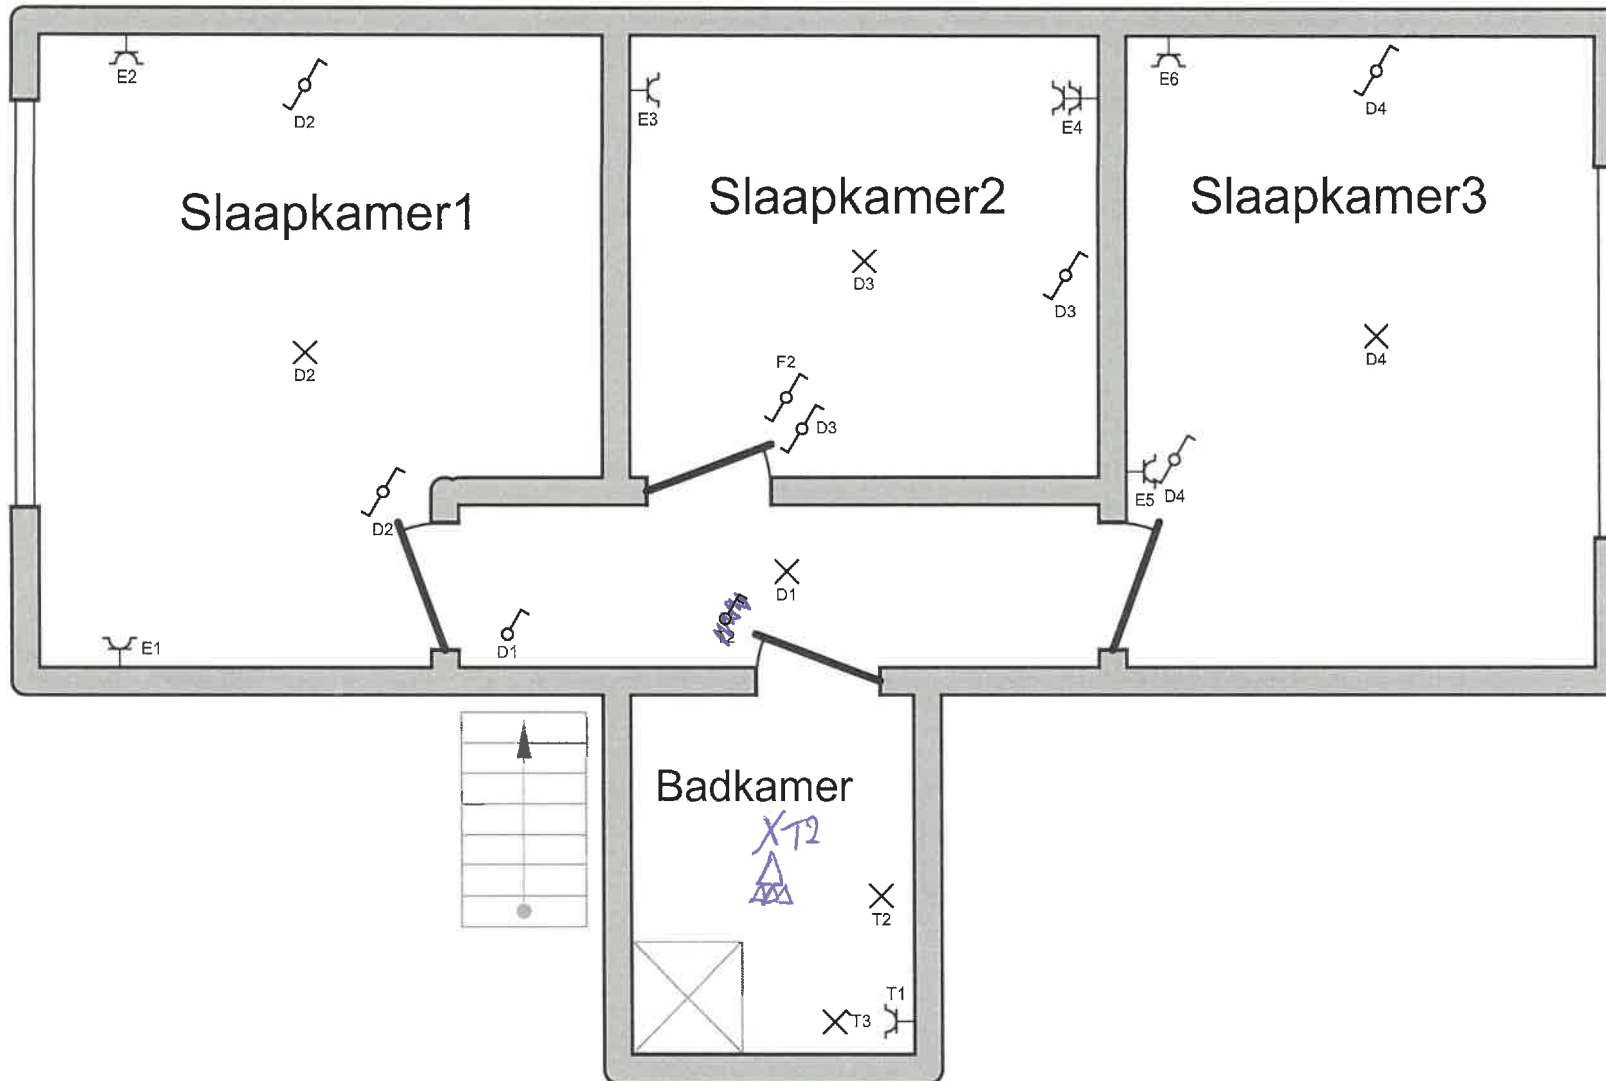 E2
D2
E3
E4
E6
D4
Slaapkamer1
Slaapkamer2
Slaapkamer3
D3
D3
D2
D4
F2
D3
D2
E5 D4
D1
E1
D1
Badkamer
XT2
T2
T1
T3